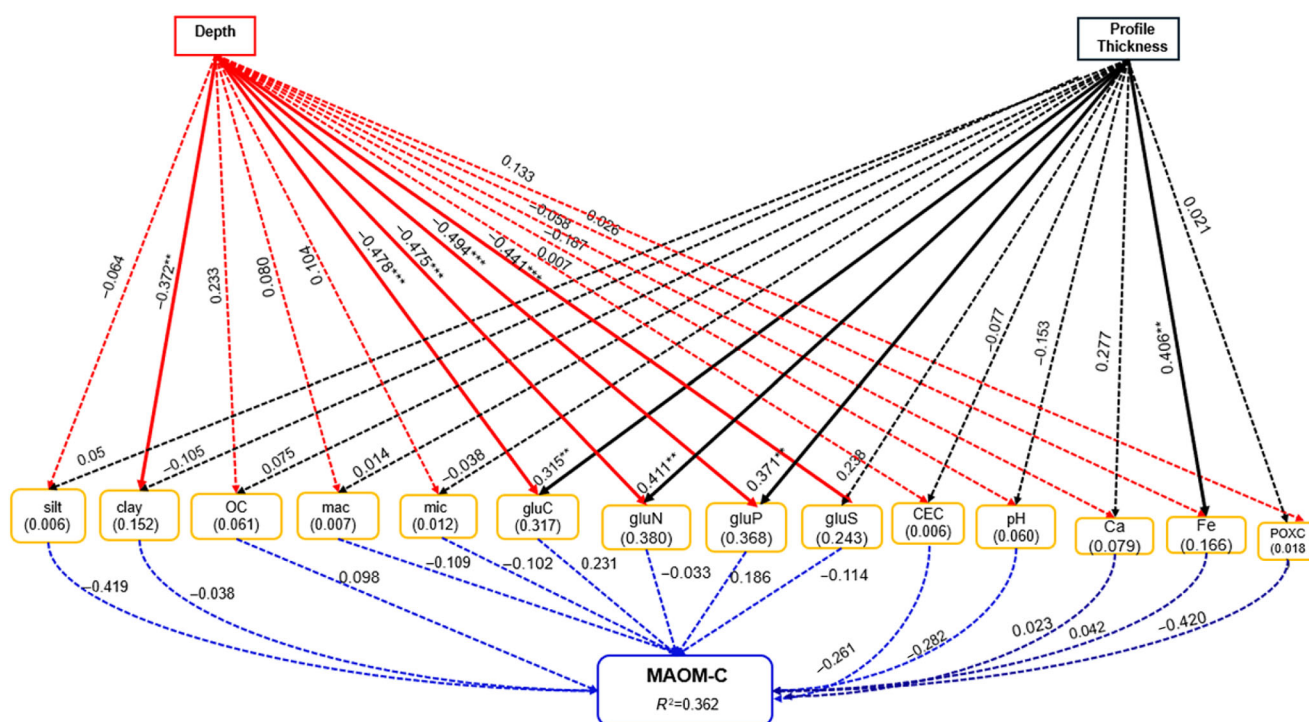 Depth
Profile
Thickness
0.133
0.026
−0.058
−0.187
0.007
−0.064
−0.372**
0.233
0.080
0.104
−0.478***
−0.475***
−0.494***
−0.441***
0.021
−0.077
−0.153
0.277
0.406**
0.05
−0.105
0.075
0.014
−0.038
0.315**
0.411**
0.371**
0.238
silt
(0.006)
clay
(0.152)
OC
(0.061)
mac
(0.007)
mic
(0.012)
gluC
(0.317)
gluN
(0.380)
gluP
(0.368)
gluS
(0.243)
CEC
(0.006)
pH
(0.060)
Ca
(0.079)
Fe
(0.166)
POXC
(0.018
−0.419
−0.038
0.098
−0.109
−0.102
0.231
−0.033
0.186
−0.114
−0.261
−0.282
0.023
0.042
−0.420
MAOM-C
R²=0.362